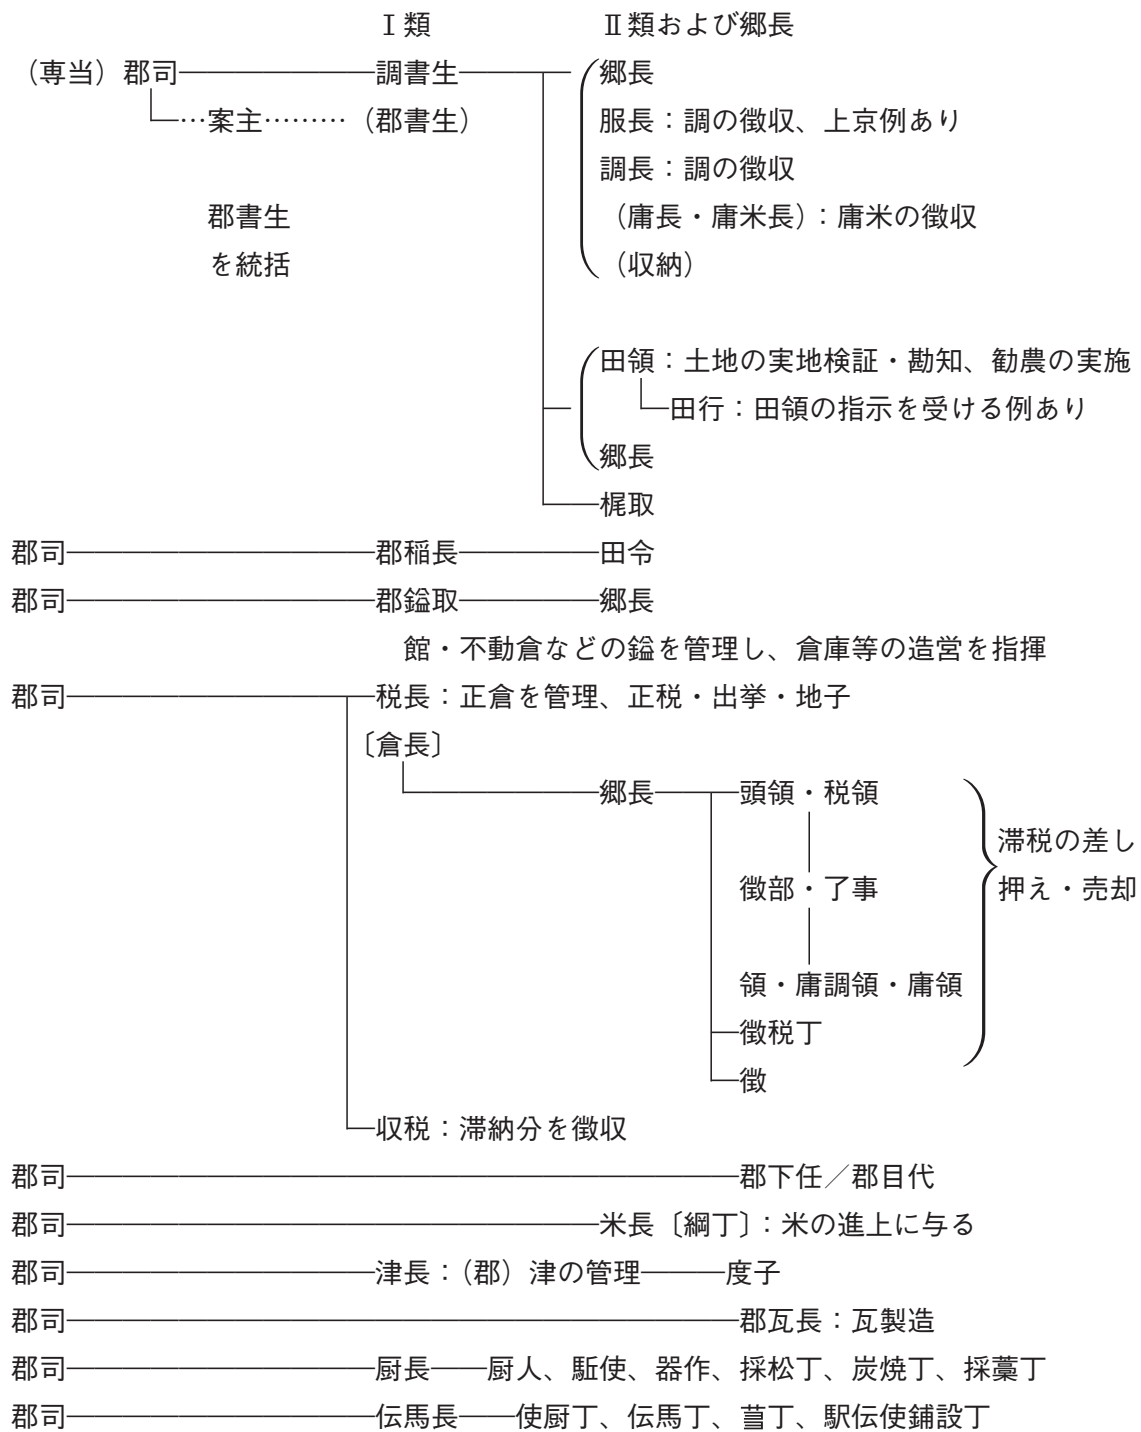 Ⅰ類　Ⅱ類および郷長
（専当）郡司―調書生―郷長
…案主………（郡書生）　服長：調の徴収、上京例あり
調長：調の徴収
郡書生　（庸長・庸米長）：庸米の徴収
を統括　（収納）
田領：土地の実地検証・勘知、勧農の実施
田行：田領の指示を受ける例あり
郷長
梶取
郡司―郡稲長―田令
郡司―郡鎰取―郷長
館・不動倉などの鎰を管理し、倉庫等の造営を指揮
郡司―税長：正倉を管理、正税・出挙・地子
〔倉長〕
郷長―頭領・税領
滞税の差し
徴部・了事　押え・売却
領・庸調領・庸領
徴税丁
徴
収税：滞納分を徴収
郡司―郡下任／郡目代
郡司―米長〔綱丁〕：米の進上に与る
郡司―津長：（郡）津の管理―度子
郡司―郡瓦長：瓦製造
郡司―厨長―厨人、駈使、器作、採松丁、炭焼丁、採藁丁
郡司―伝馬長―使厨丁、伝馬丁、葺丁、駅伝使鋪設丁